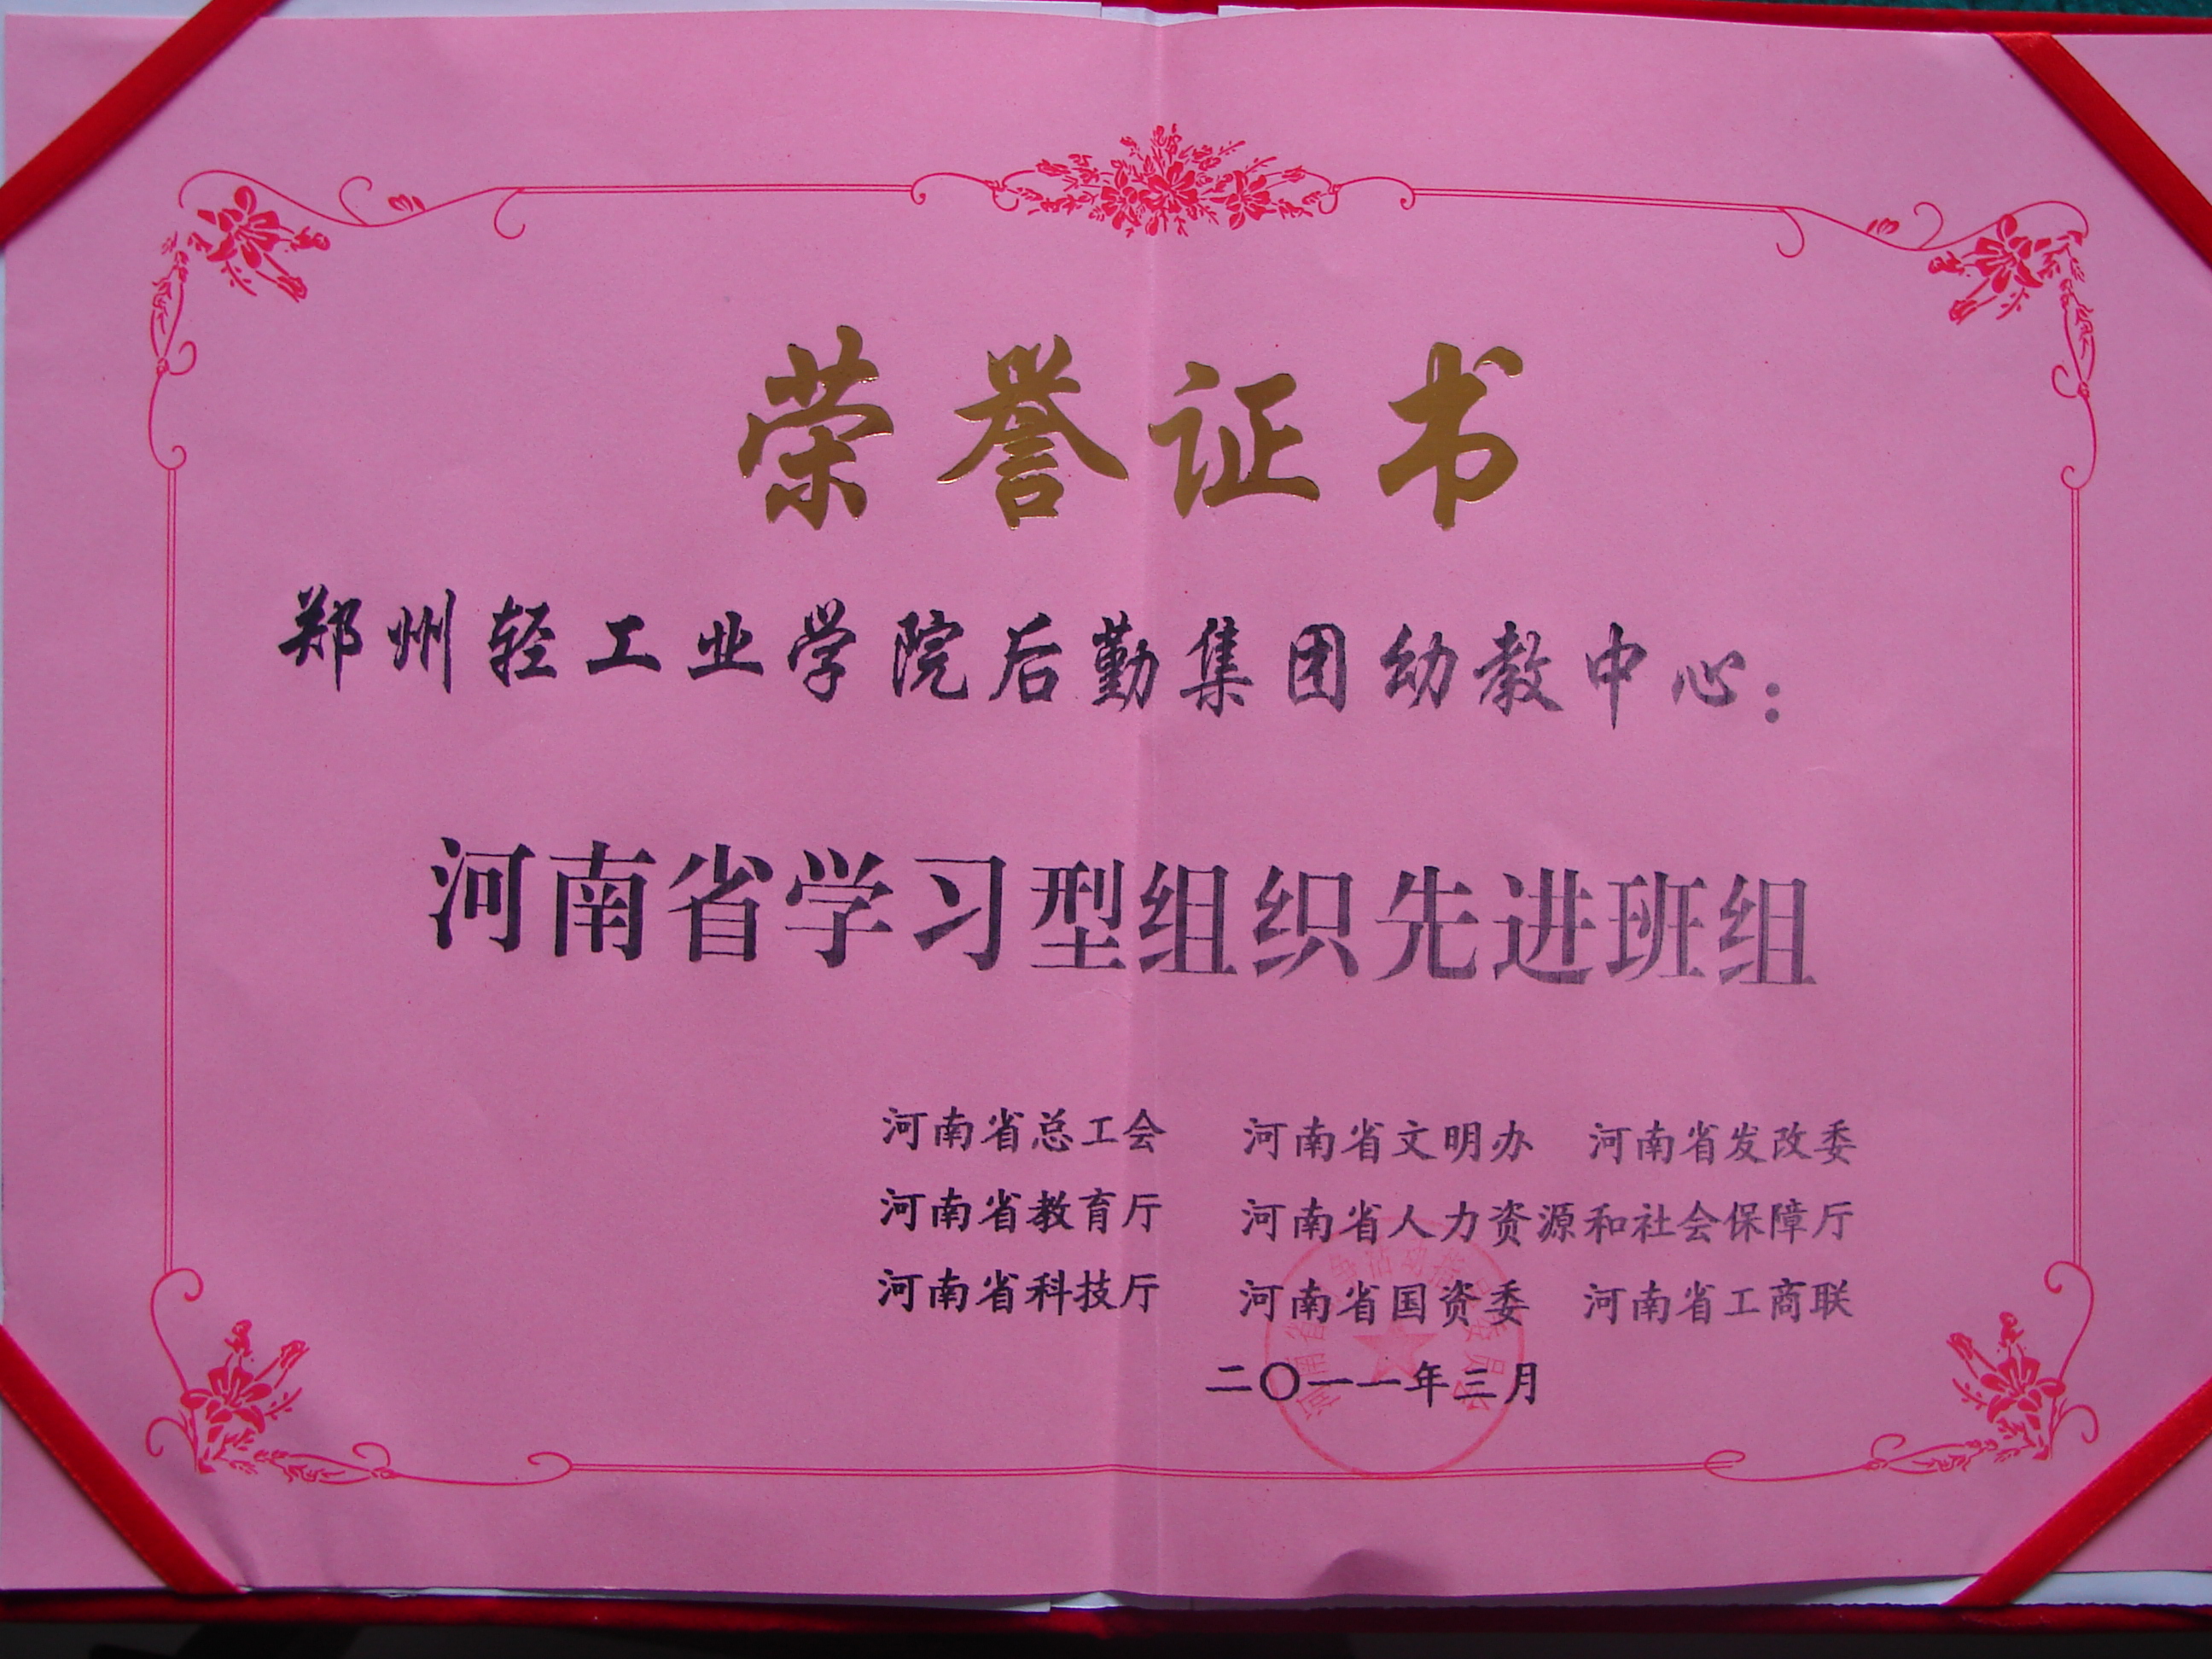 荣誉证书
郑州轻工业学院后勤集团幼教中心：
河南省学习型组织先进班组
河南省总工会 河南省文明办 河南省发改委
河南省教育厅 河南省人力资源和社会保障厅
河南省科技厅 河南省国资委 河南省工商联
二〇一一年三月